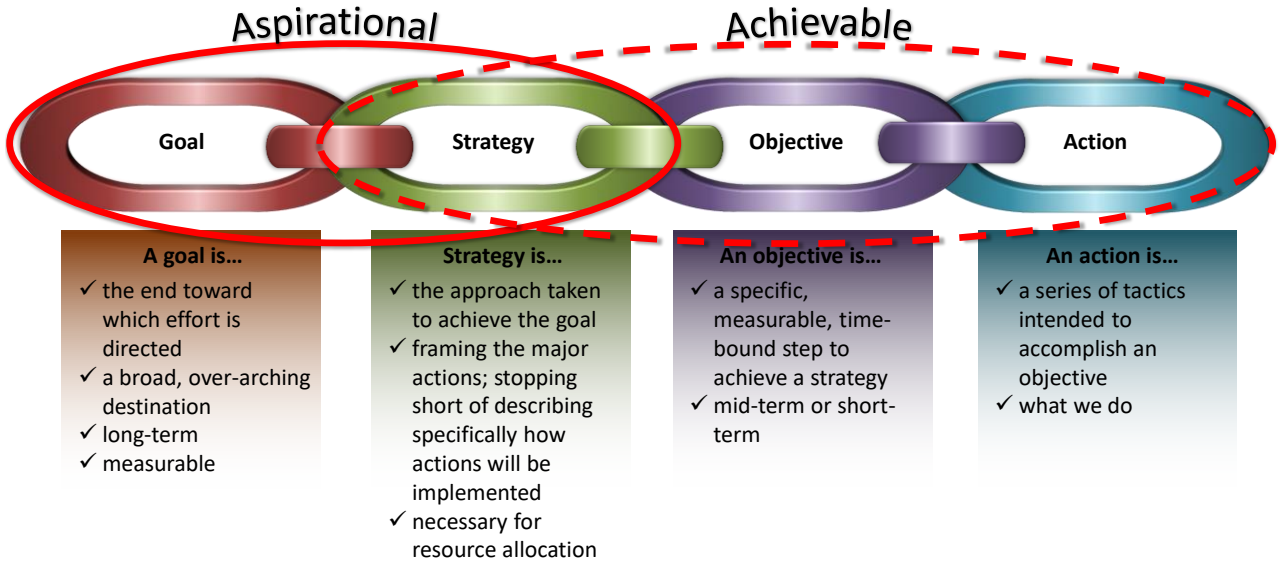 Aspirational
Achievable
Goal
Strategy
Objective
Action
A goal is…
✓ the end toward
which effort is
directed
✓ a broad, over-arching
destination
✓ long-term
✓ measurable
Strategy is…
✓ the approach taken
to achieve the goal
✓ framing the major
actions; stopping
short of describing
specifically how
actions will be
implemented
✓ necessary for
resource allocation
An objective is…
✓ a specific,
measurable, time-
bound step to
achieve a strategy
✓ mid-term or short-
term
An action is…
✓ a series of tactics
intended to
accomplish an
objective
✓ what we do